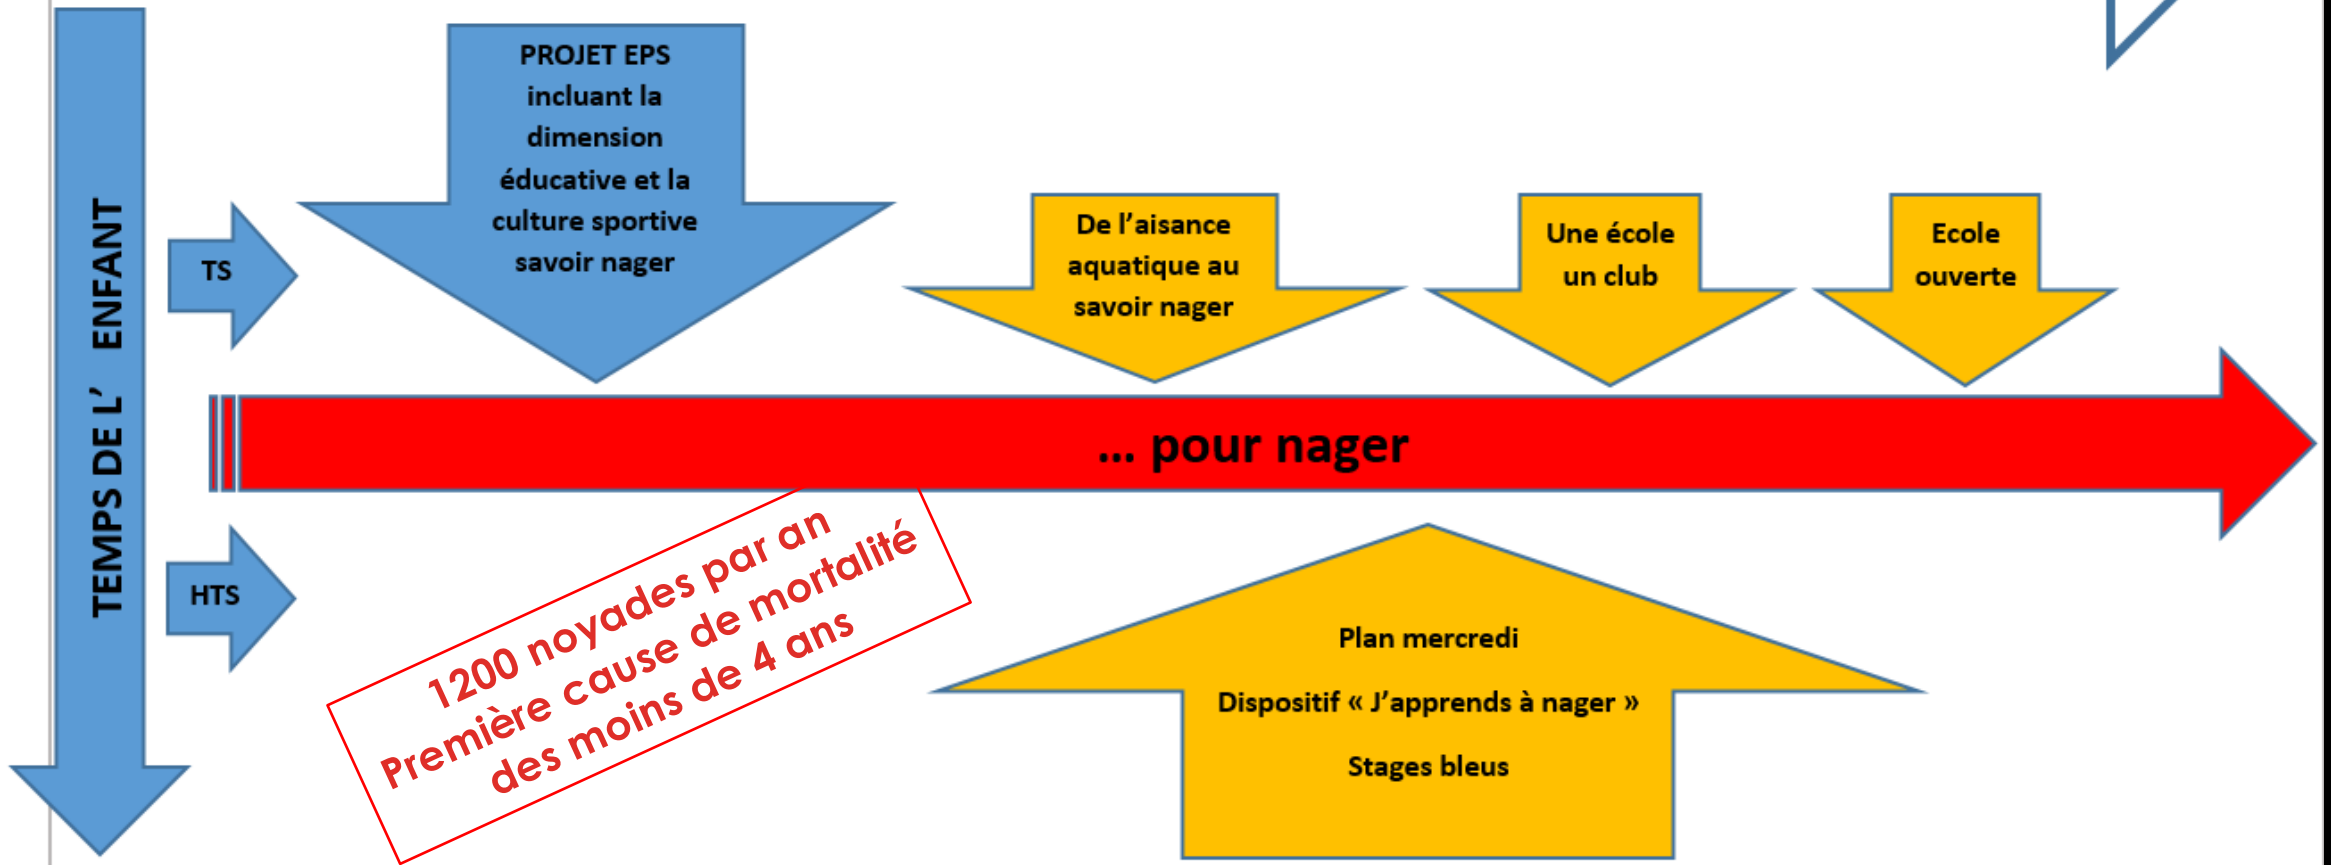 TEMPS DE L’ ENFANT
PROJET EPS
incluant la
dimension
éducative et la
culture sportive
savoir nager
TS
De l’aisance
aquatique au
savoir nager
Une école
un club
Ecole
ouverte
... pour nager
HTS
1200 noyades par an
Première cause de mortalité
des moins de 4 ans
Plan mercredi
Dispositif « J’apprends à nager »
Stages bleus